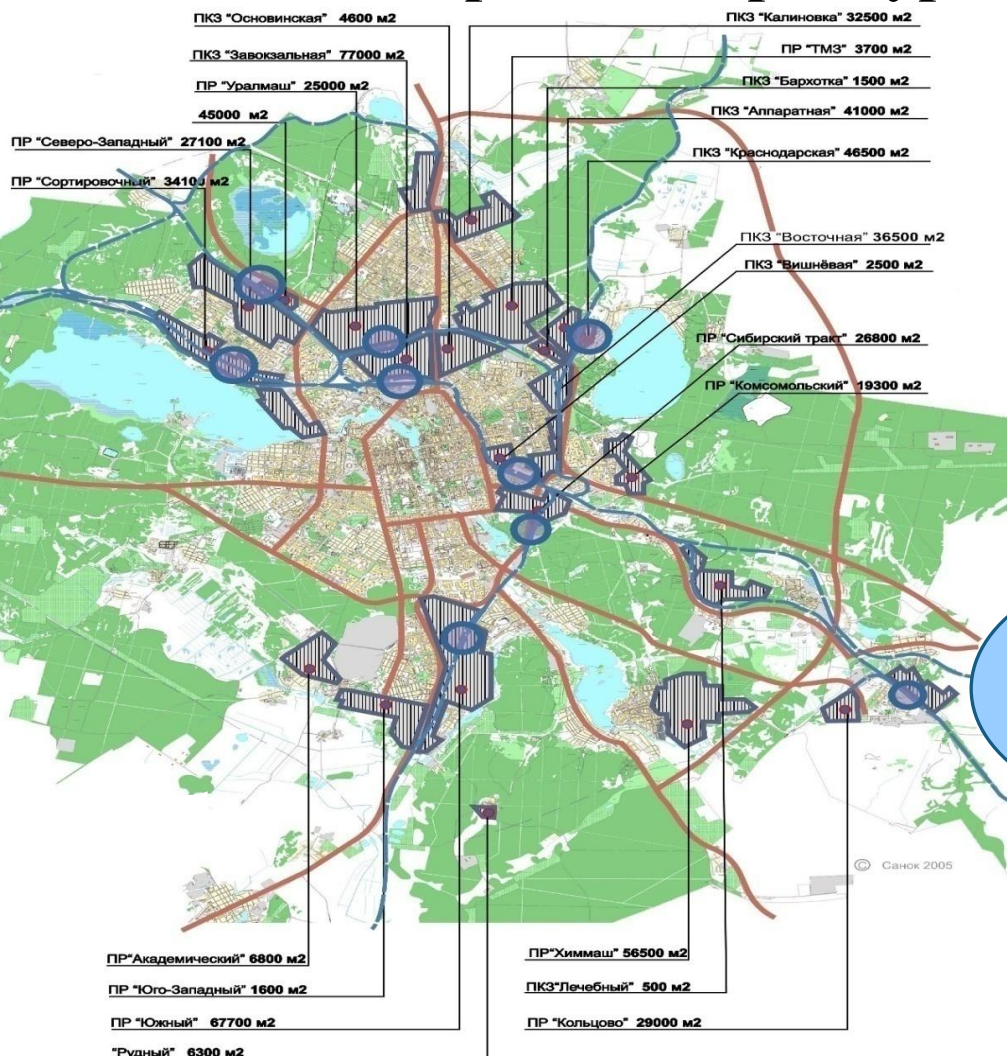 ПКЗ "Основинская" 4600 м2
ПКЗ "Завокзальная" 77000 м2
ПР "Уралмаш" 25000 м2
45000 м2
ПР "Северо-Западный" 27100 м2
ПР "Сортировочный" 34100 м2
ПКЗ "Калиновка" 32500 м2
ПР "ТМЗ" 3700 м2
ПКЗ "Бархотка" 1500 м2
ПКЗ "Аппаратная" 41000 м2
ПКЗ "Краснодарская" 46500 м2
ПКЗ "Восточная" 36500 м2
ПКЗ "Вишнёвая" 2500 м2
ПР "Сибирский тракт" 26800 м2
ПР "Комсомольский" 19300 м2
© Санок 2005
ПР"Академический" 6800 м2
ПР "Юго-Западный" 1600 м2
ПР "Южный" 67700 м2
"Рудный" 6300 м2
ПР"Химмаш" 56500 м2
ПКЗ"Лечебный" 500 м2
ПР "Кольцово" 29000 м2